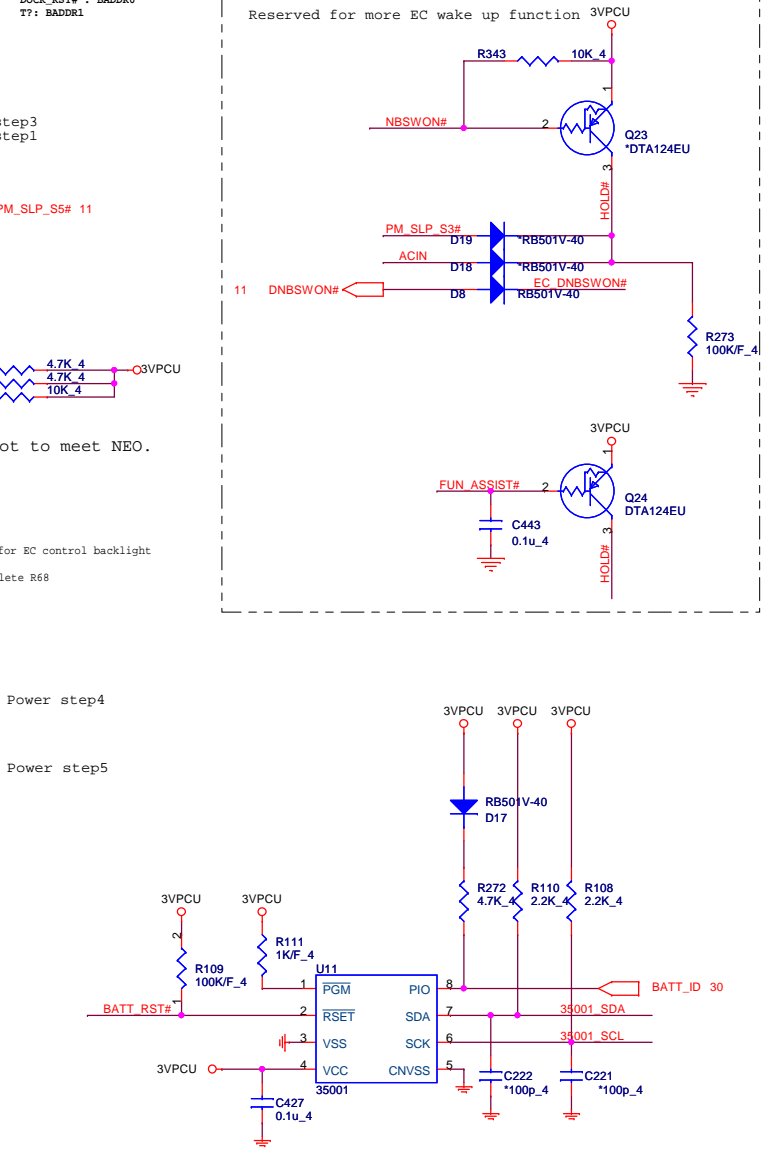 T?: BADDR1
Reserved for more EC wake up function
3VPCU
R343
10K_4
1
step3
step1
NBSWON#
2
Q23
*DTA124EU
3
HOLD#
PM_SLP_S5# 11
PM_SLP_S3#
D19
*RB501V-40
ACIN
D18
*RB501V-40
11 DNBSWON#
D8
RB501V-40
EC_DNBSWON#
R273
100K/F_4
4.7K_4
4.7K_4
10K_4
3VPCU
ot to meet NEO.
3VPCU
1
FUN_ASSIST#
2
Q24
DTA124EU
3
HOLD#
C443
0.1u_4
for EC control backlight
lete R68
Power step4
Power step5
3VPCU 3VPCU 3VPCU
RB501V-40
D17
R272
4.7K_4
R110
2.2K_4
R108
2.2K_4
3VPCU
3VPCU
2
R109
100K/F_4
1
R111
1K/F_4
U11
BATT_RST#
1
PGM
2
RSET
3
VSS
4
VCC
PIO
8
SDA
7
SCK
6
CNVSS
5
35001
BATT_ID 30
35001_SDA
35001_SCL
3VPCU
C427
0.1u_4
C222
*100p_4
C221
*100p_4